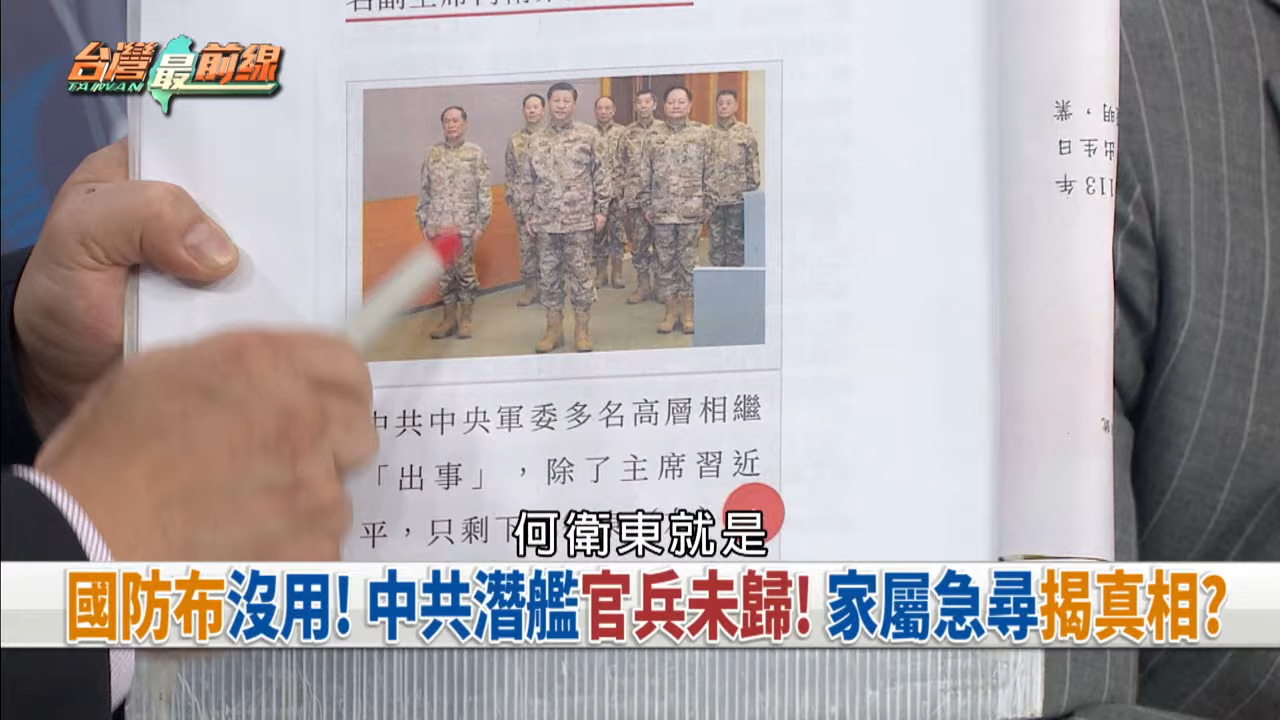 台灣最前線
TAIWAN
中共中央軍委多名高層相繼
「出事」,除了主席習近
平,只剩下
何衛東就是
國防布沒用!中共潛艦官兵未歸!家屬急尋揭真相?